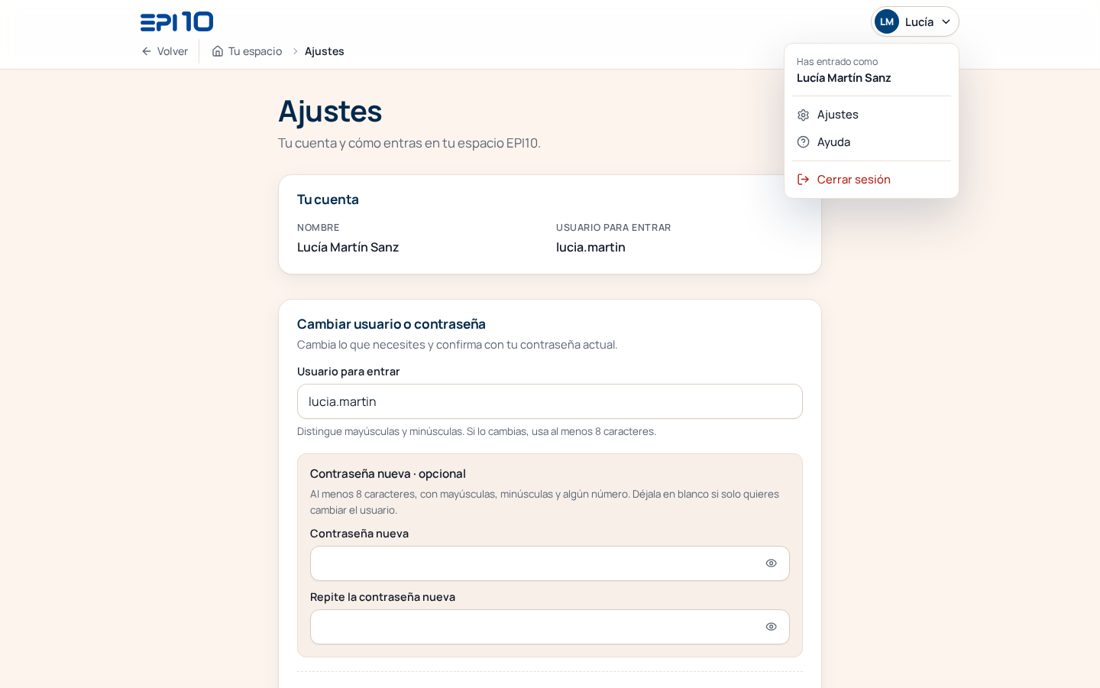 EPI10
LM Lucía
Volver
Tu espacio
Ajustes
Has entrado como
Lucía Martín Sanz
Ajustes
Ayuda
Cerrar sesión
Ajustes
Tu cuenta y cómo entras en tu espacio EPI10.
Tu cuenta
NOMBRE
Lucía Martín Sanz
USUARIO PARA ENTRAR
lucia.martin
Cambiar usuario o contraseña
Cambia lo que necesites y confirma con tu contraseña actual.
Usuario para entrar
lucia.martin
Distingue mayúsculas y minúsculas. Si lo cambias, usa al menos 8 caracteres.
Contraseña nueva · opcional
Al menos 8 caracteres, con mayúsculas, minúsculas y algún número. Déjala en blanco si solo quieres
cambiar el usuario.
Contraseña nueva
Repite la contraseña nueva